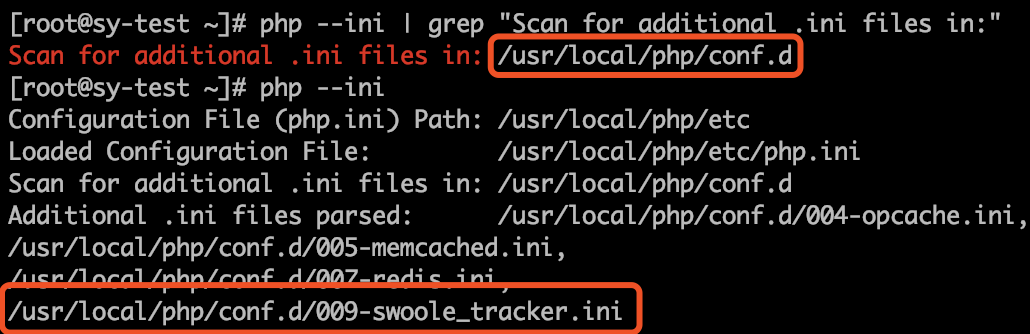 [root@sy-test ~]# php --ini | grep "Scan for additional .ini files in:"
Scan for additional .ini files in: /usr/local/php/conf.d
[root@sy-test ~]# php --ini
Configuration File (php.ini) Path: /usr/local/php/etc
Loaded Configuration File:         /usr/local/php/etc/php.ini
Scan for additional .ini files in: /usr/local/php/conf.d
Additional .ini files parsed:      /usr/local/php/conf.d/004-opcache.ini,
/usr/local/php/conf.d/005-memcached.ini,
/usr/local/php/conf.d/007-redis.ini,
/usr/local/php/conf.d/009-swoole_tracker.ini